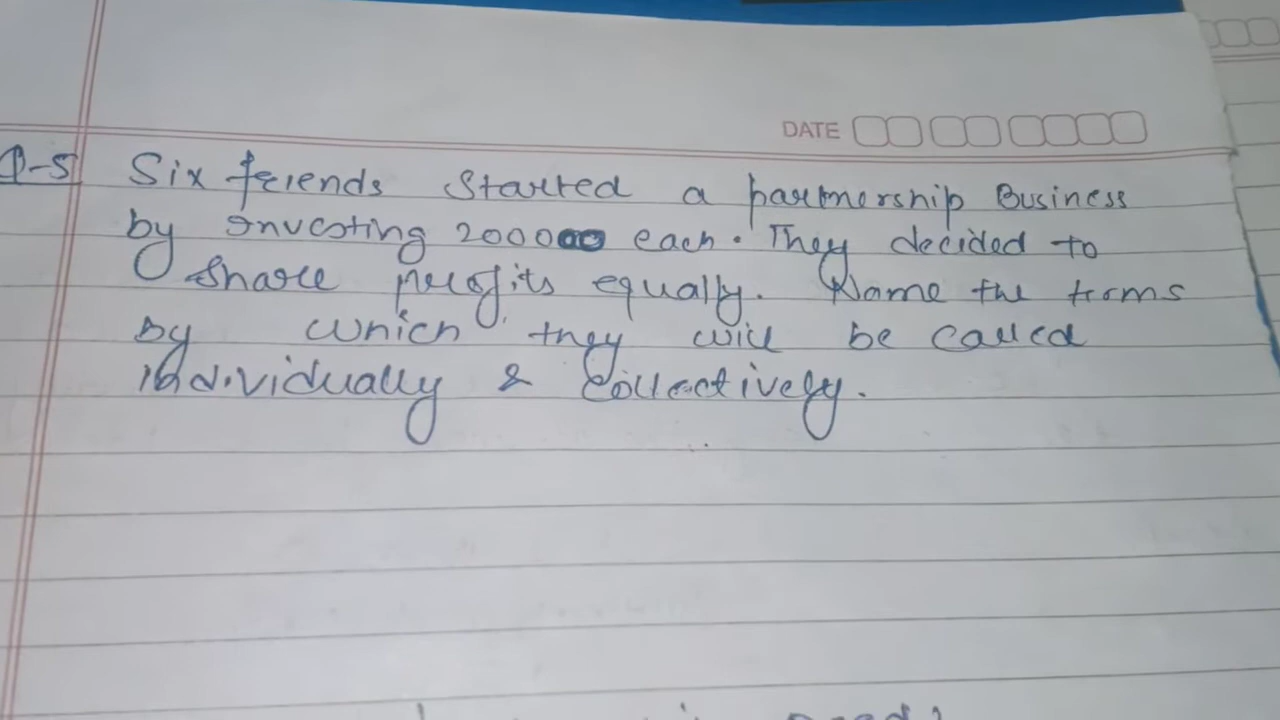 DATE
Q-5 Six friends started a partnership Business
by Investing 200000 each. They decided to
share profits equally. Name the terms
by which they will be called
individually & Collectively.